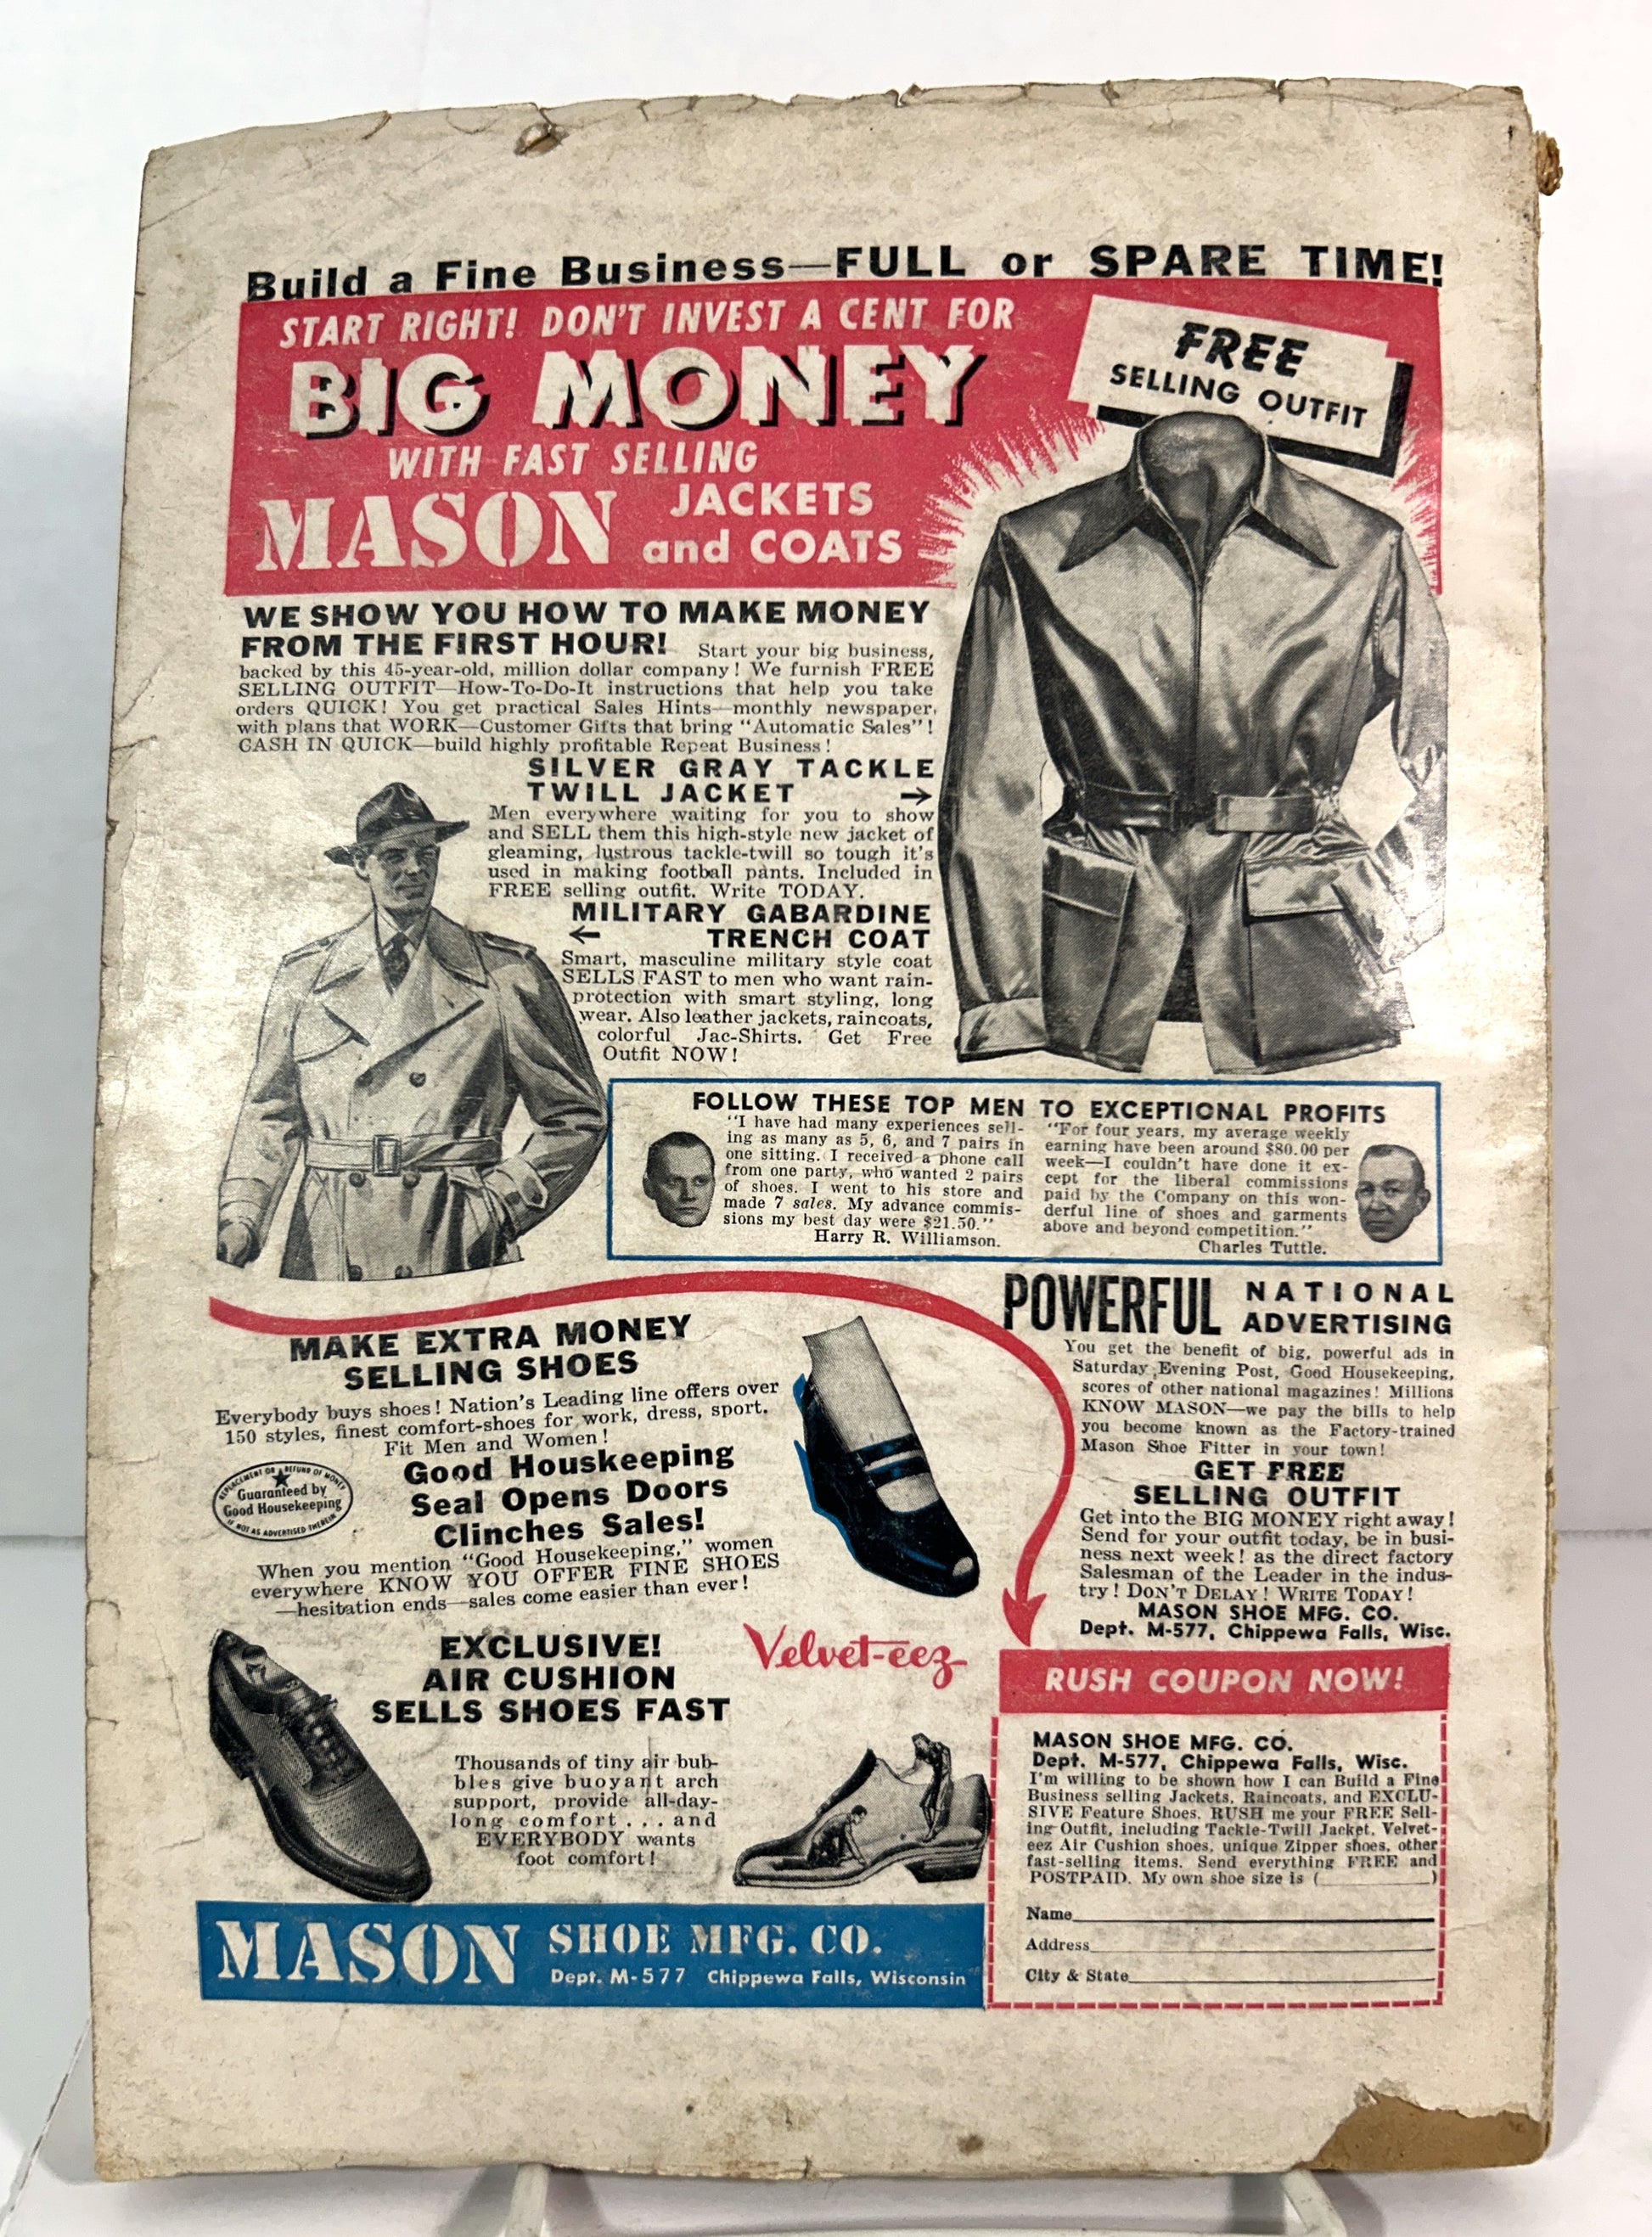 Build a Fine Business—FULL or SPARE TIME!
START RIGHT! DON'T INVEST A CENT FOR
BIG MONEY
WITH FAST SELLING
MASON JACKETS
and COATS
FREE
SELLING OUTFIT
WE SHOW YOU HOW TO MAKE MONEY
FROM THE FIRST HOUR! Start your big business,
backed by this 45-year-old, million dollar company! We furnish FREE
SELLING OUTFIT—How-To-Do-It instructions that help you take
orders QUICK! You get practical Sales Hints—monthly newspaper,
with plans that WORK—Customer Gifts that bring "Automatic Sales"!
CASH IN QUICK—build highly profitable Repeat Business!
SILVER GRAY TACKLE
TWILL JACKET →
Men everywhere waiting for you to show
and SELL them this high-style new jacket of
gleaming, lustrous tackle-twill so tough it's
used in making football pants. Included in
FREE selling outfit. Write TODAY.
MILITARY GABARDINE
← TRENCH COAT
Smart, masculine military style coat
SELLS FAST to men who want rain-
protection with smart styling, long
wear. Also leather jackets, raincoats,
colorful Jac-Shirts. Get Free
Outfit NOW!
FOLLOW THESE TOP MEN TO EXCEPTIONAL PROFITS
"I have had many experiences sell-
ing as many as 5, 6, and 7 pairs in
one sitting. I received a phone call
from one party, who wanted 2 pairs
of shoes. I went to his store and
made 7 sales. My advance commis-
sions my best day were $21.50."
Harry R. Williamson.
"For four years, my average weekly
earning have been around $80.00 per
week—I couldn't have done it ex-
cept for the liberal commissions
paid by the Company on this won-
derful line of shoes and garments
above and beyond competition."
Charles Tuttle.
MAKE EXTRA MONEY
SELLING SHOES
Everybody buys shoes! Nation's Leading line offers over
150 styles, finest comfort-shoes for work, dress, sport.
Fit Men and Women!
REPLACEMENT OR REFUND OF MONEY
Guaranteed by
Good Housekeeping
IF NOT AS ADVERTISED THEREIN
Good Houskeeping
Seal Opens Doors
Clinches Sales!
When you mention "Good Housekeeping," women
everywhere KNOW YOU OFFER FINE SHOES
—hesitation ends—sales come easier than ever!
EXCLUSIVE!
AIR CUSHION
SELLS SHOES FAST
Velvet-eez
Thousands of tiny air bub-
bles give buoyant arch
support, provide all-day-
long comfort . . . and
EVERYBODY wants
foot comfort!
MASON SHOE MFG. CO.
Dept. M-577 Chippewa Falls, Wisconsin
POWERFUL NATIONAL
ADVERTISING
You get the benefit of big, powerful ads in
Saturday Evening Post, Good Housekeeping,
scores of other national magazines! Millions
KNOW MASON—we pay the bills to help
you become known as the Factory-trained
Mason Shoe Fitter in your town!
GET FREE
SELLING OUTFIT
Get into the BIG MONEY right away!
Send for your outfit today, be in busi-
ness next week! as the direct factory
Salesman of the Leader in the indus-
try! DON'T DELAY! WRITE TODAY!
MASON SHOE MFG. CO.
Dept. M-577, Chippewa Falls, Wisc.
RUSH COUPON NOW!
MASON SHOE MFG. CO.
Dept. M-577, Chippewa Falls, Wisc.
I'm willing to be shown how I can Build a Fine
Business selling Jackets, Raincoats, and EXCLU-
SIVE Feature Shoes. RUSH me your FREE Sell-
ing Outfit, including Tackle-Twill Jacket, Velvet-
eez Air Cushion shoes, unique Zipper shoes, other
fast-selling items. Send everything FREE and
POSTPAID. My own shoe size is (__________)
Name
Address
City & State